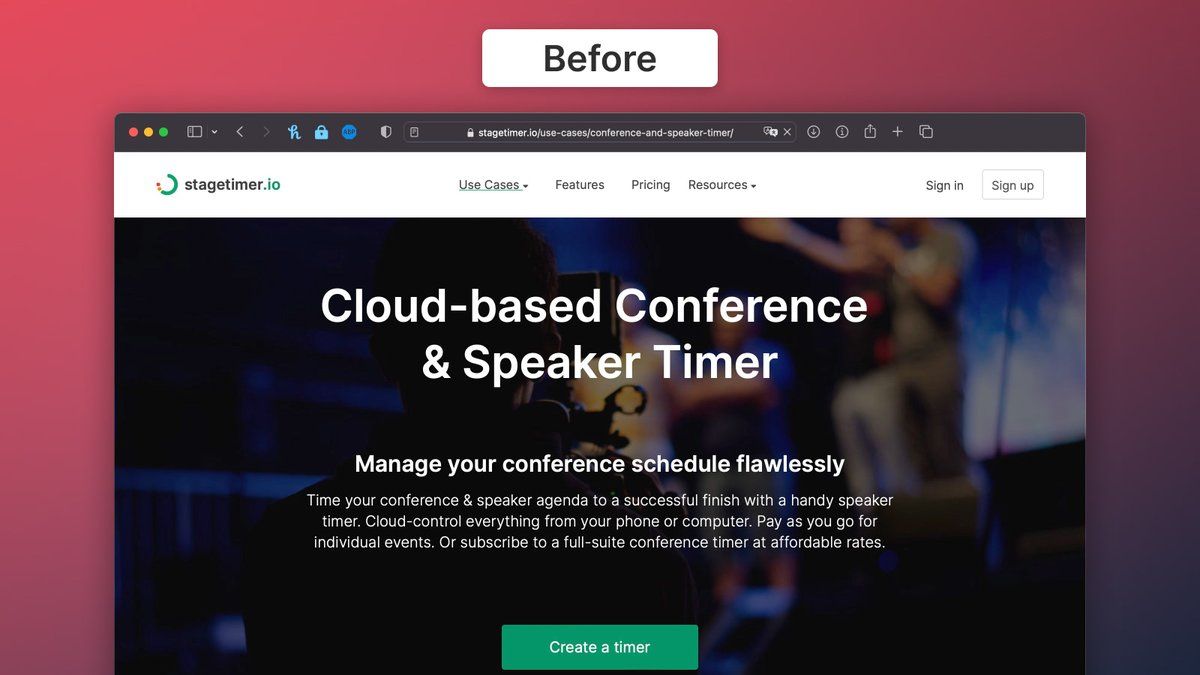 Before
ABP
stagetimer.io/use-cases/conference-and-speaker-timer/
stagetimer.io
Use Cases
Features
Pricing
Resources
Sign in
Sign up
Cloud-based Conference
& Speaker Timer
Manage your conference schedule flawlessly
Time your conference & speaker agenda to a successful finish with a handy speaker
timer. Cloud-control everything from your phone or computer. Pay as you go for
individual events. Or subscribe to a full-suite conference timer at affordable rates.
Create a timer